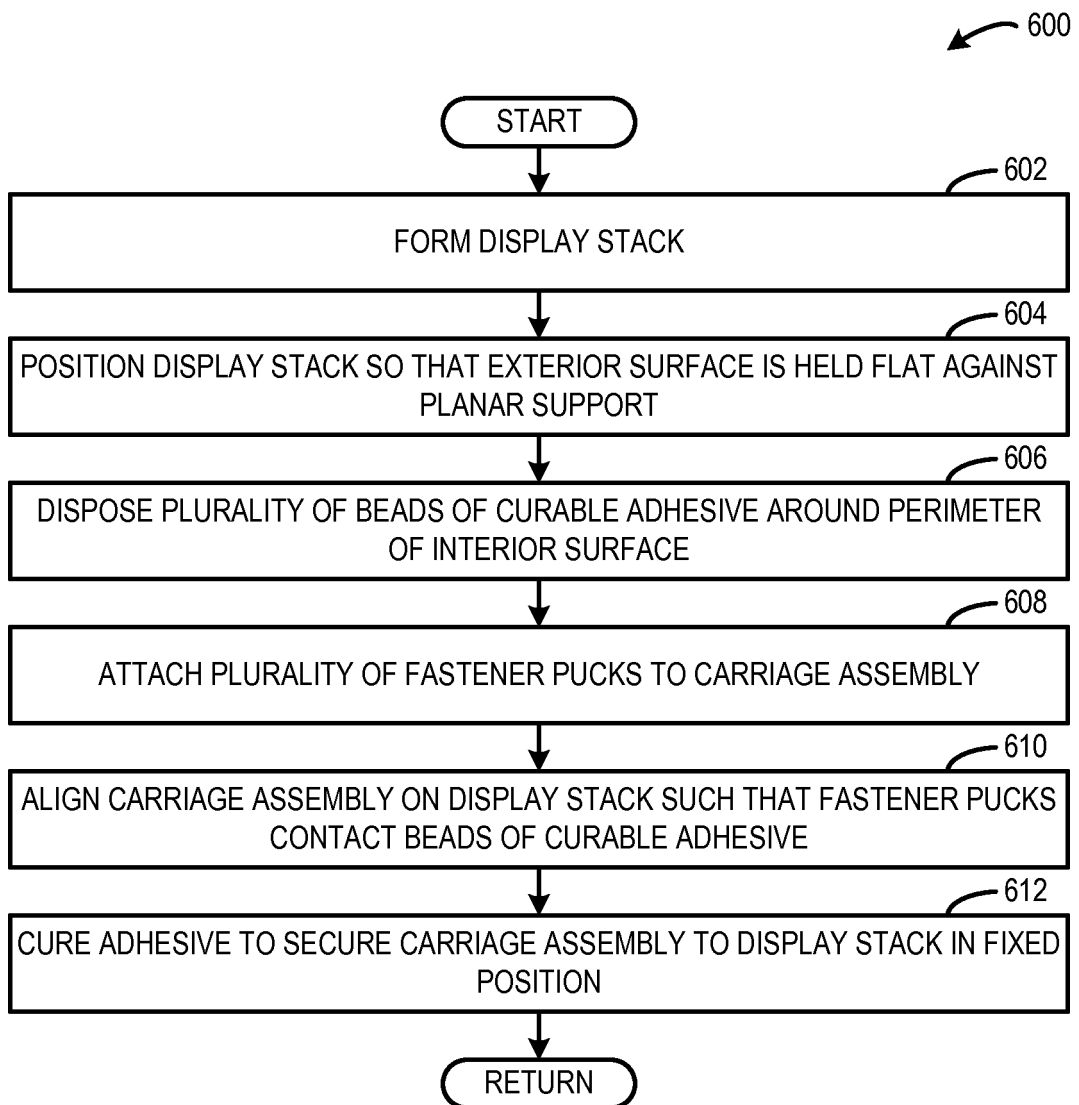 600
START
602
FORM DISPLAY STACK
604
POSITION DISPLAY STACK SO THAT EXTERIOR SURFACE IS HELD FLAT AGAINST
PLANAR SUPPORT
606
DISPOSE PLURALITY OF BEADS OF CURABLE ADHESIVE AROUND PERIMETER
OF INTERIOR SURFACE
608
ATTACH PLURALITY OF FASTENER PUCKS TO CARRIAGE ASSEMBLY
610
ALIGN CARRIAGE ASSEMBLY ON DISPLAY STACK SUCH THAT FASTENER PUCKS
CONTACT BEADS OF CURABLE ADHESIVE
612
CURE ADHESIVE TO SECURE CARRIAGE ASSEMBLY TO DISPLAY STACK IN FIXED
POSITION
RETURN